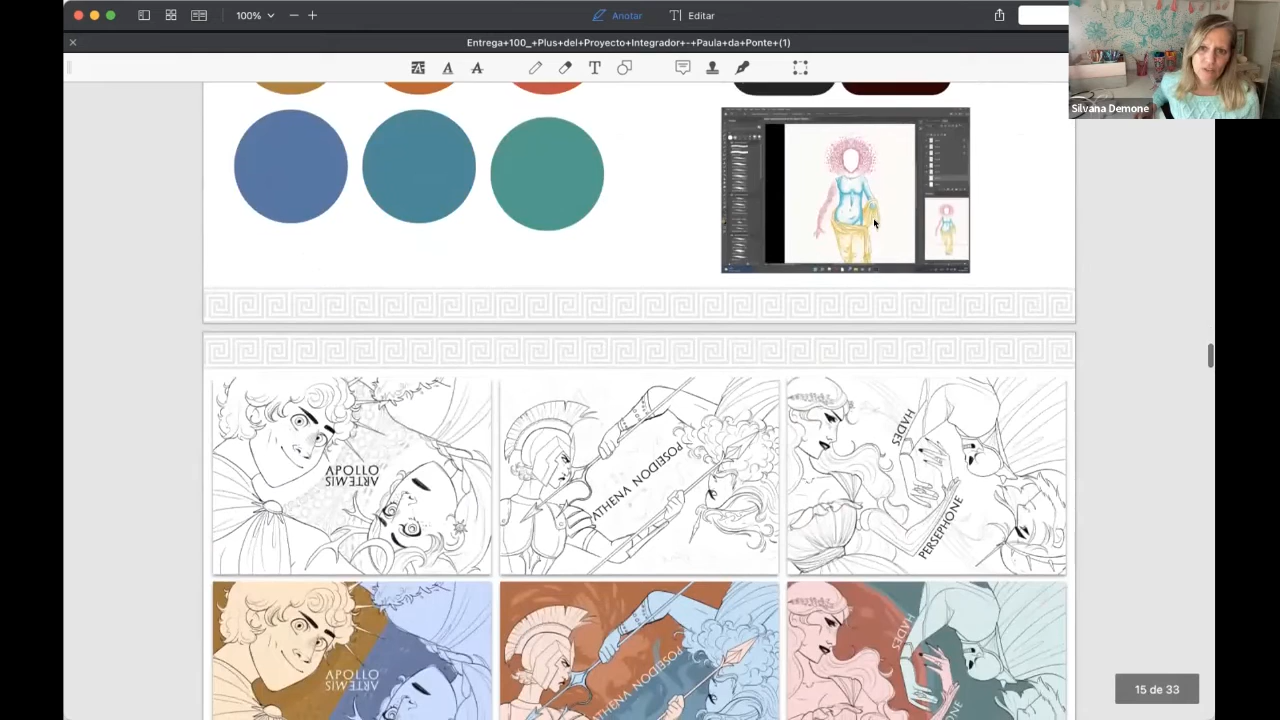 100%
Anotar
Editar
Entrega+100_+Plus+del+Proyecto+Integrador+-+Paula+da+Ponte+(1)
Silvana Demone
APOLLO
ARTEMIS
ATHENA V POSEIDON
HADES
PERSEPHONE
APOLLO
ARTEMIS
ATHENA V POSEIDON
HADES
15 de 33